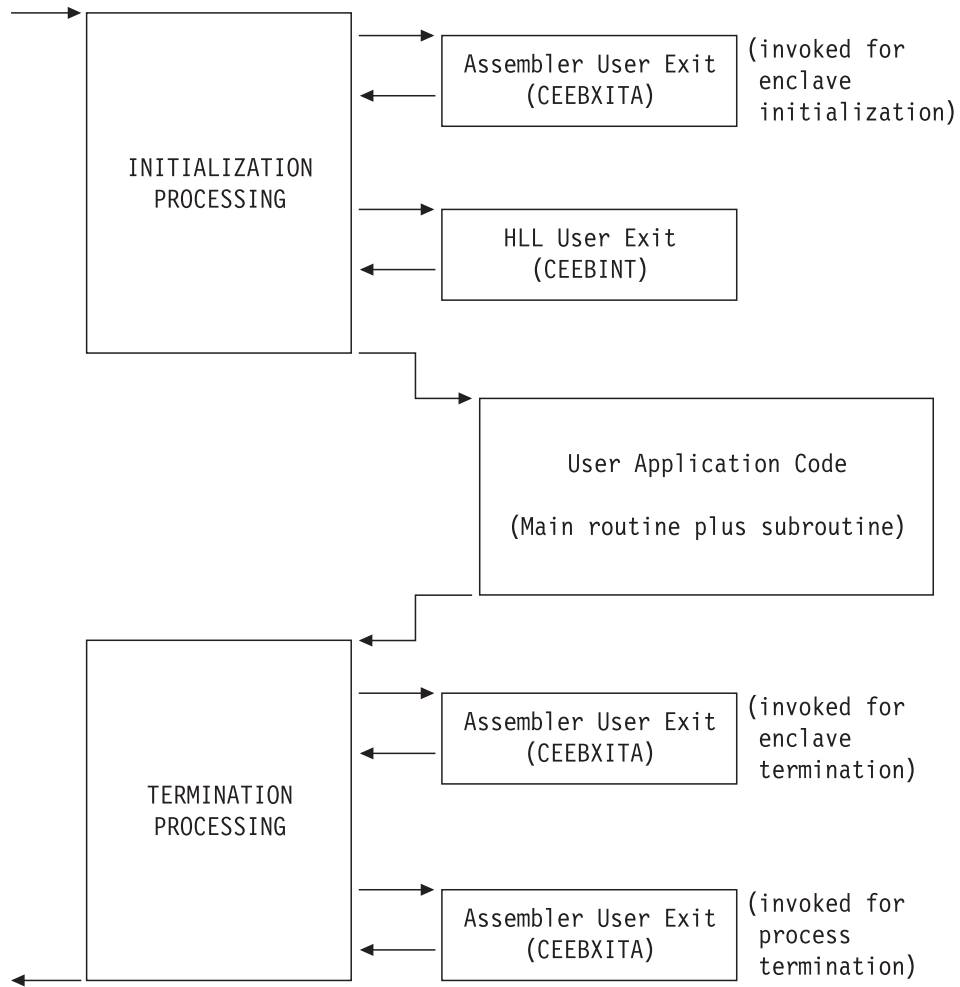 Assembler User Exit
(CEEBXITA)
(invoked for
enclave
initialization)
INITIALIZATION
PROCESSING
HLL User Exit
(CEEBINT)
User Application Code
(Main routine plus subroutine)
Assembler User Exit
(CEEBXITA)
(invoked for
enclave
termination)
TERMINATION
PROCESSING
Assembler User Exit
(CEEBXITA)
(invoked for
process
termination)